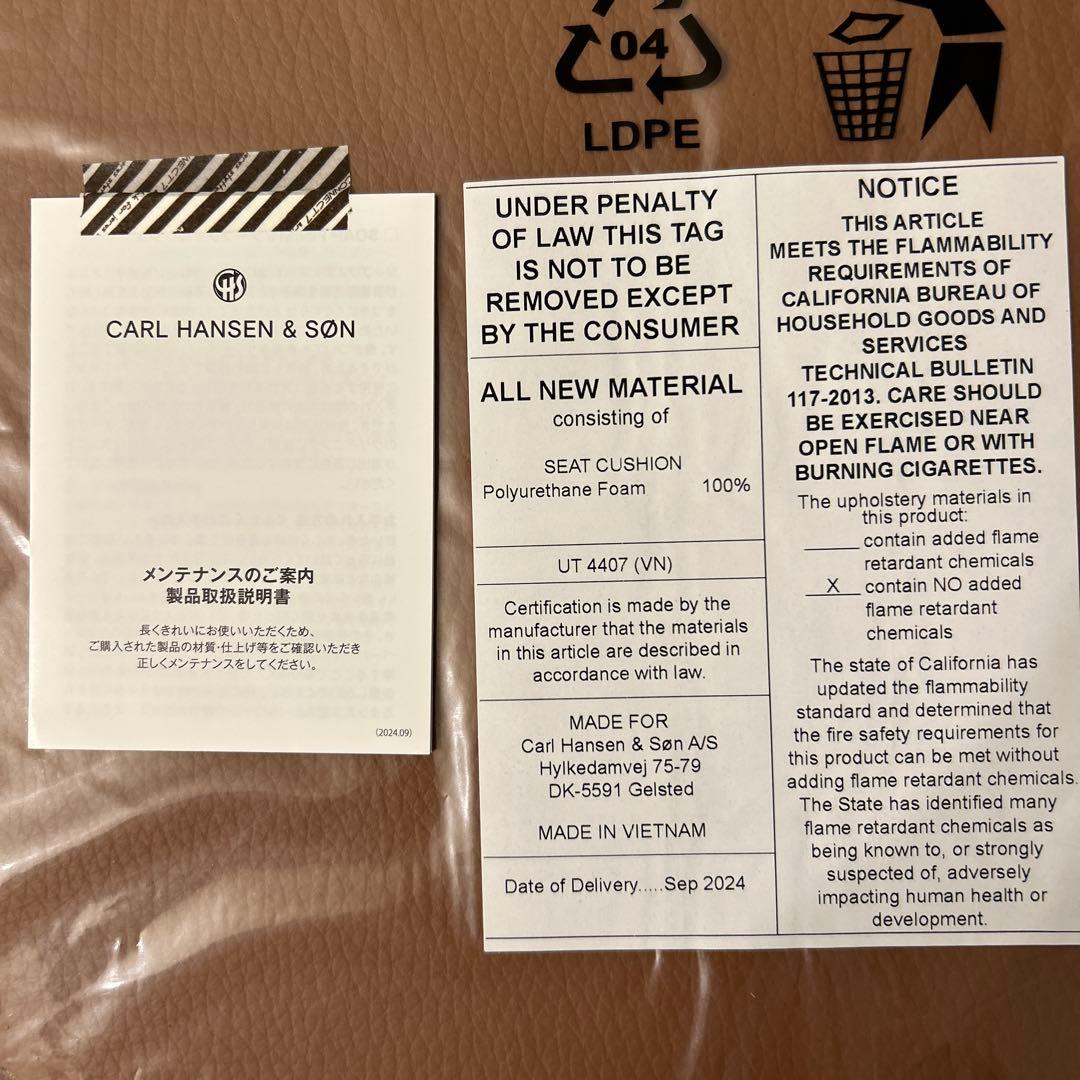 04
LDPE
CHS
CARL HANSEN & SØN
メンテナンスのご案内
製品取扱説明書
長くきれいにお使いいただくため、
ご購入された製品の材質・仕上げ等をご確認いただき
正しくメンテナンスをしてください。
(2024.09)
UNDER PENALTY
OF LAW THIS TAG
IS NOT TO BE
REMOVED EXCEPT
BY THE CONSUMER
ALL NEW MATERIAL
consisting of
SEAT CUSHION
Polyurethane Foam 100%
UT 4407 (VN)
Certification is made by the
manufacturer that the materials
in this article are described in
accordance with law.
MADE FOR
Carl Hansen & Søn A/S
Hylkedamvej 75-79
DK-5591 Gelsted
MADE IN VIETNAM
Date of Delivery.....Sep 2024
NOTICE
THIS ARTICLE
MEETS THE FLAMMABILITY
REQUIREMENTS OF
CALIFORNIA BUREAU OF
HOUSEHOLD GOODS AND
SERVICES
TECHNICAL BULLETIN
117-2013. CARE SHOULD
BE EXERCISED NEAR
OPEN FLAME OR WITH
BURNING CIGARETTES.
The upholstery materials in
this product:
_____ contain added flame
retardant chemicals
__X__ contain NO added
flame retardant
chemicals
The state of California has
updated the flammability
standard and determined that
the fire safety requirements for
this product can be met without
adding flame retardant chemicals.
The State has identified many
flame retardant chemicals as
being known to, or strongly
suspected of, adversely
impacting human health or
development.